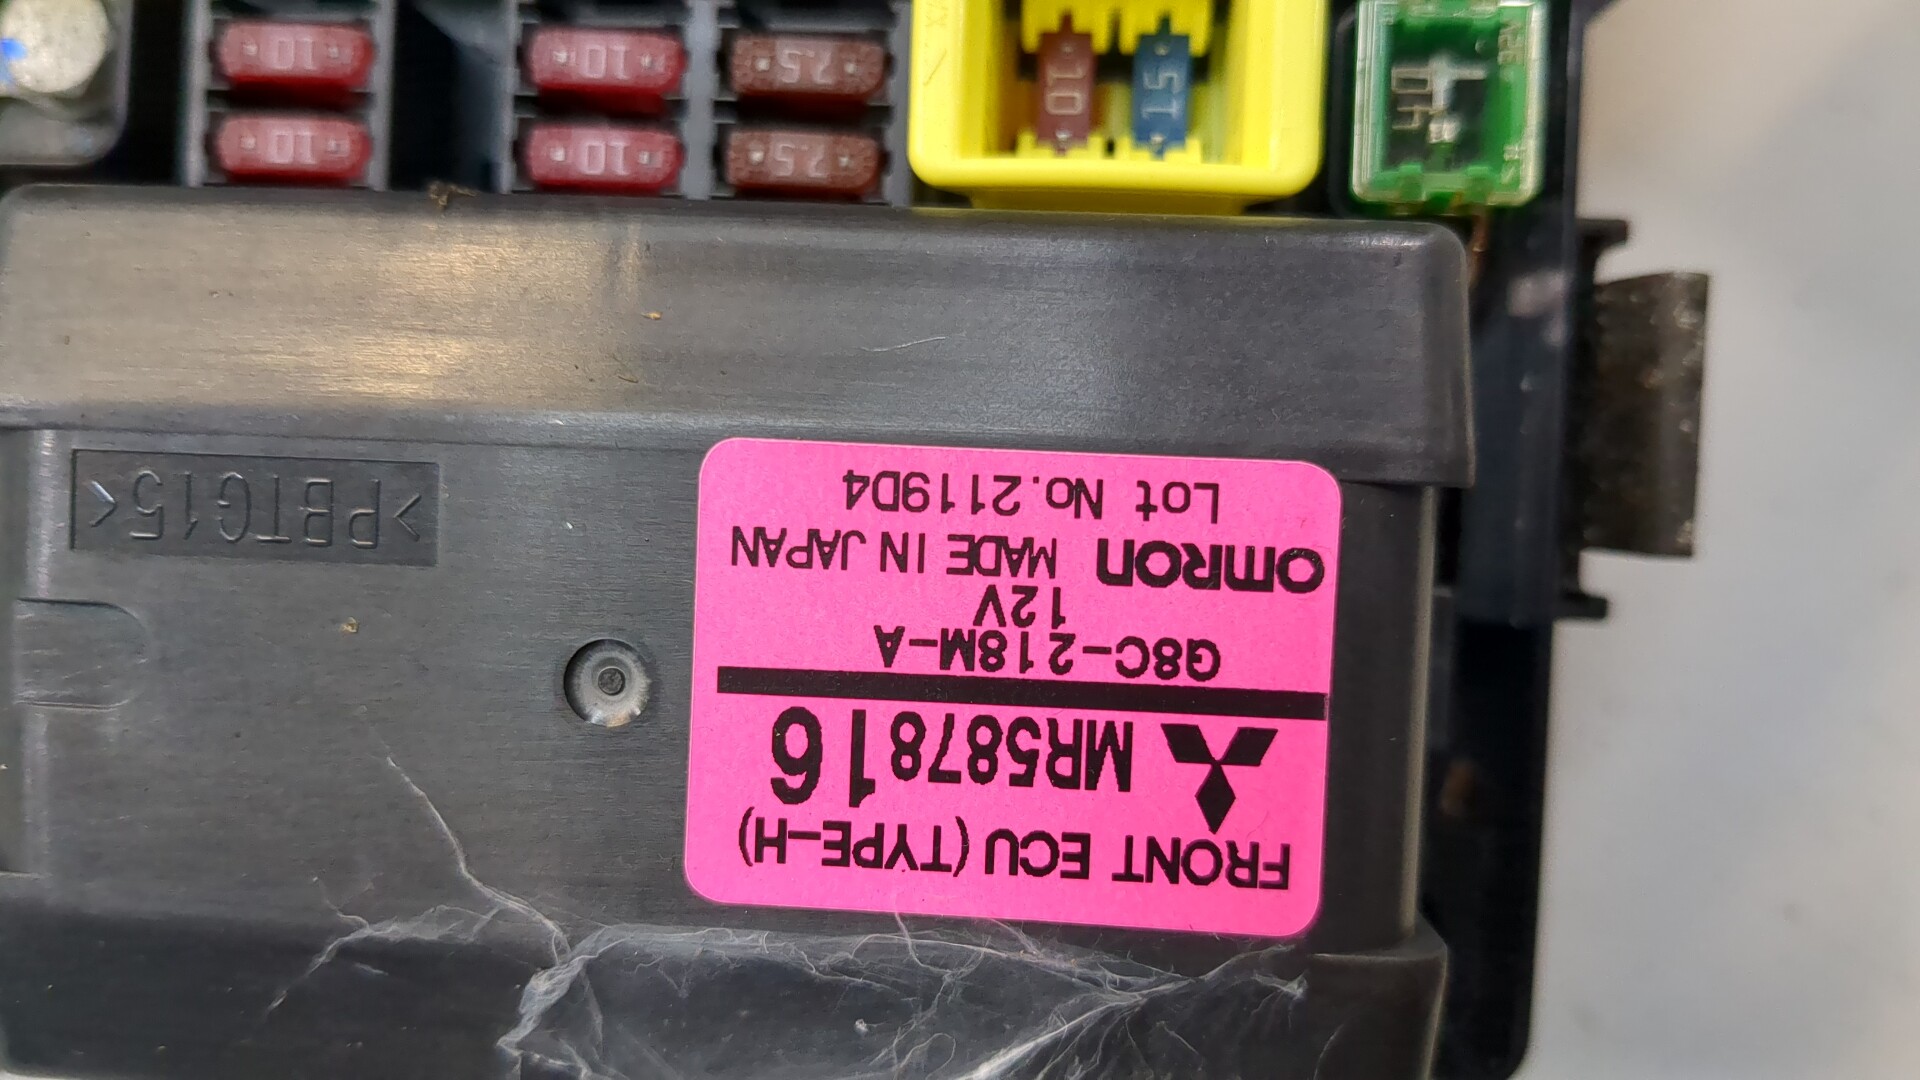 FRONT ECU (TYPE-H)
MR587816
G8C-218M-A
12V
OMRON MADE IN JAPAN
Lot No.2119D4
>PBTG15<
10
10
7.5
10
10
7.5
10
15
40
32V